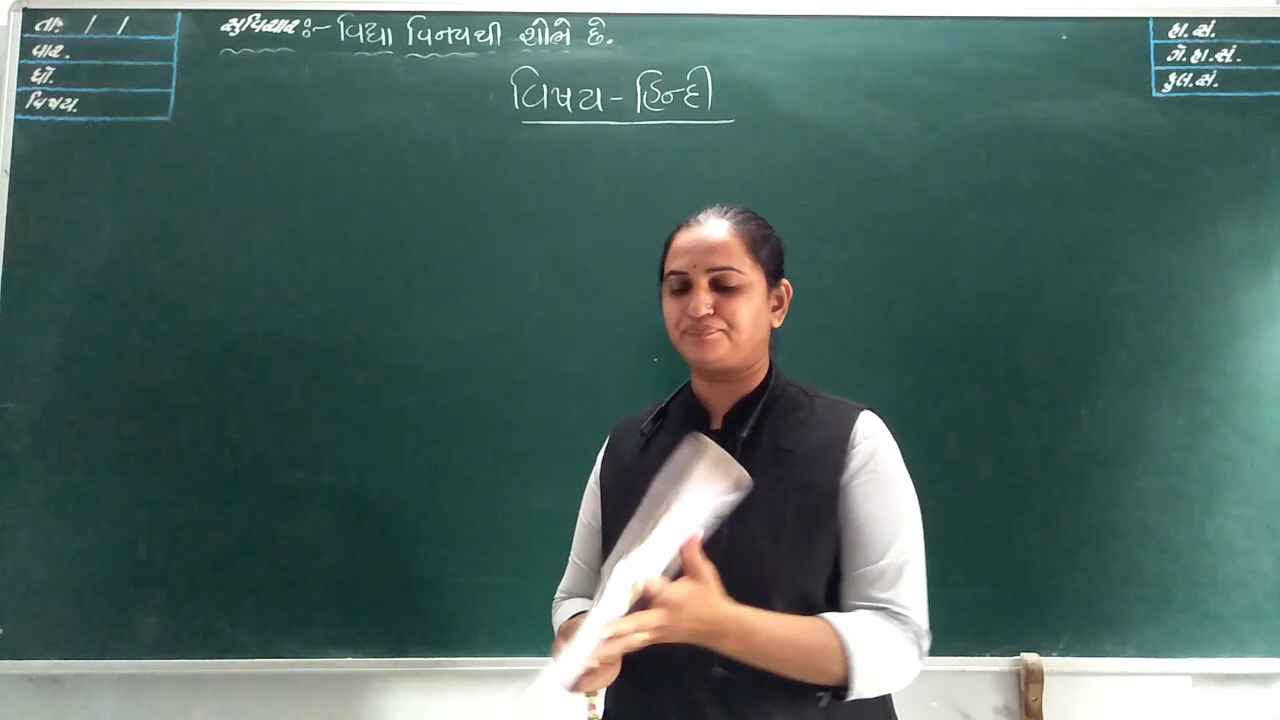 તા: / /
વાર.
ધો.
વિષય.
સુવિચાર :- વિદ્યા વિનયથી શોભે છે.
વિષય - હિન્દી
હા.સં.
ગે.હા.સં.
કુલ.સં.